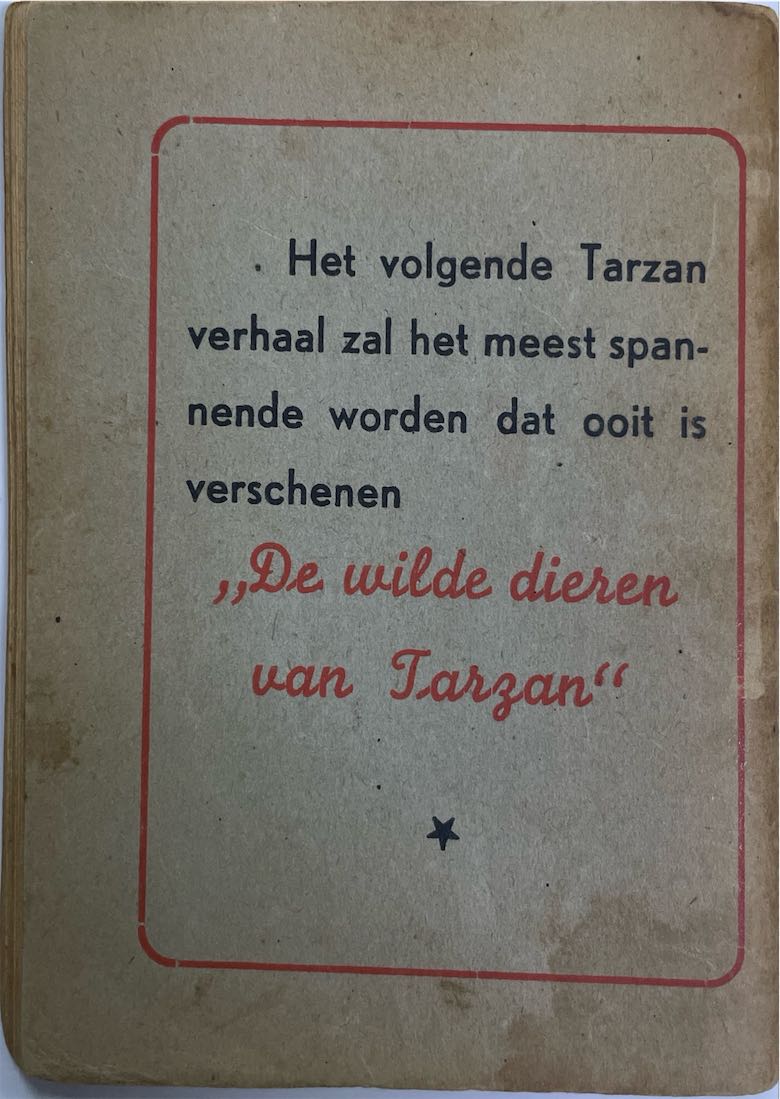 Het volgende Tarzan
verhaal zal het meest span-
nende worden dat ooit is
verschenen
„De wilde dieren
van Tarzan“